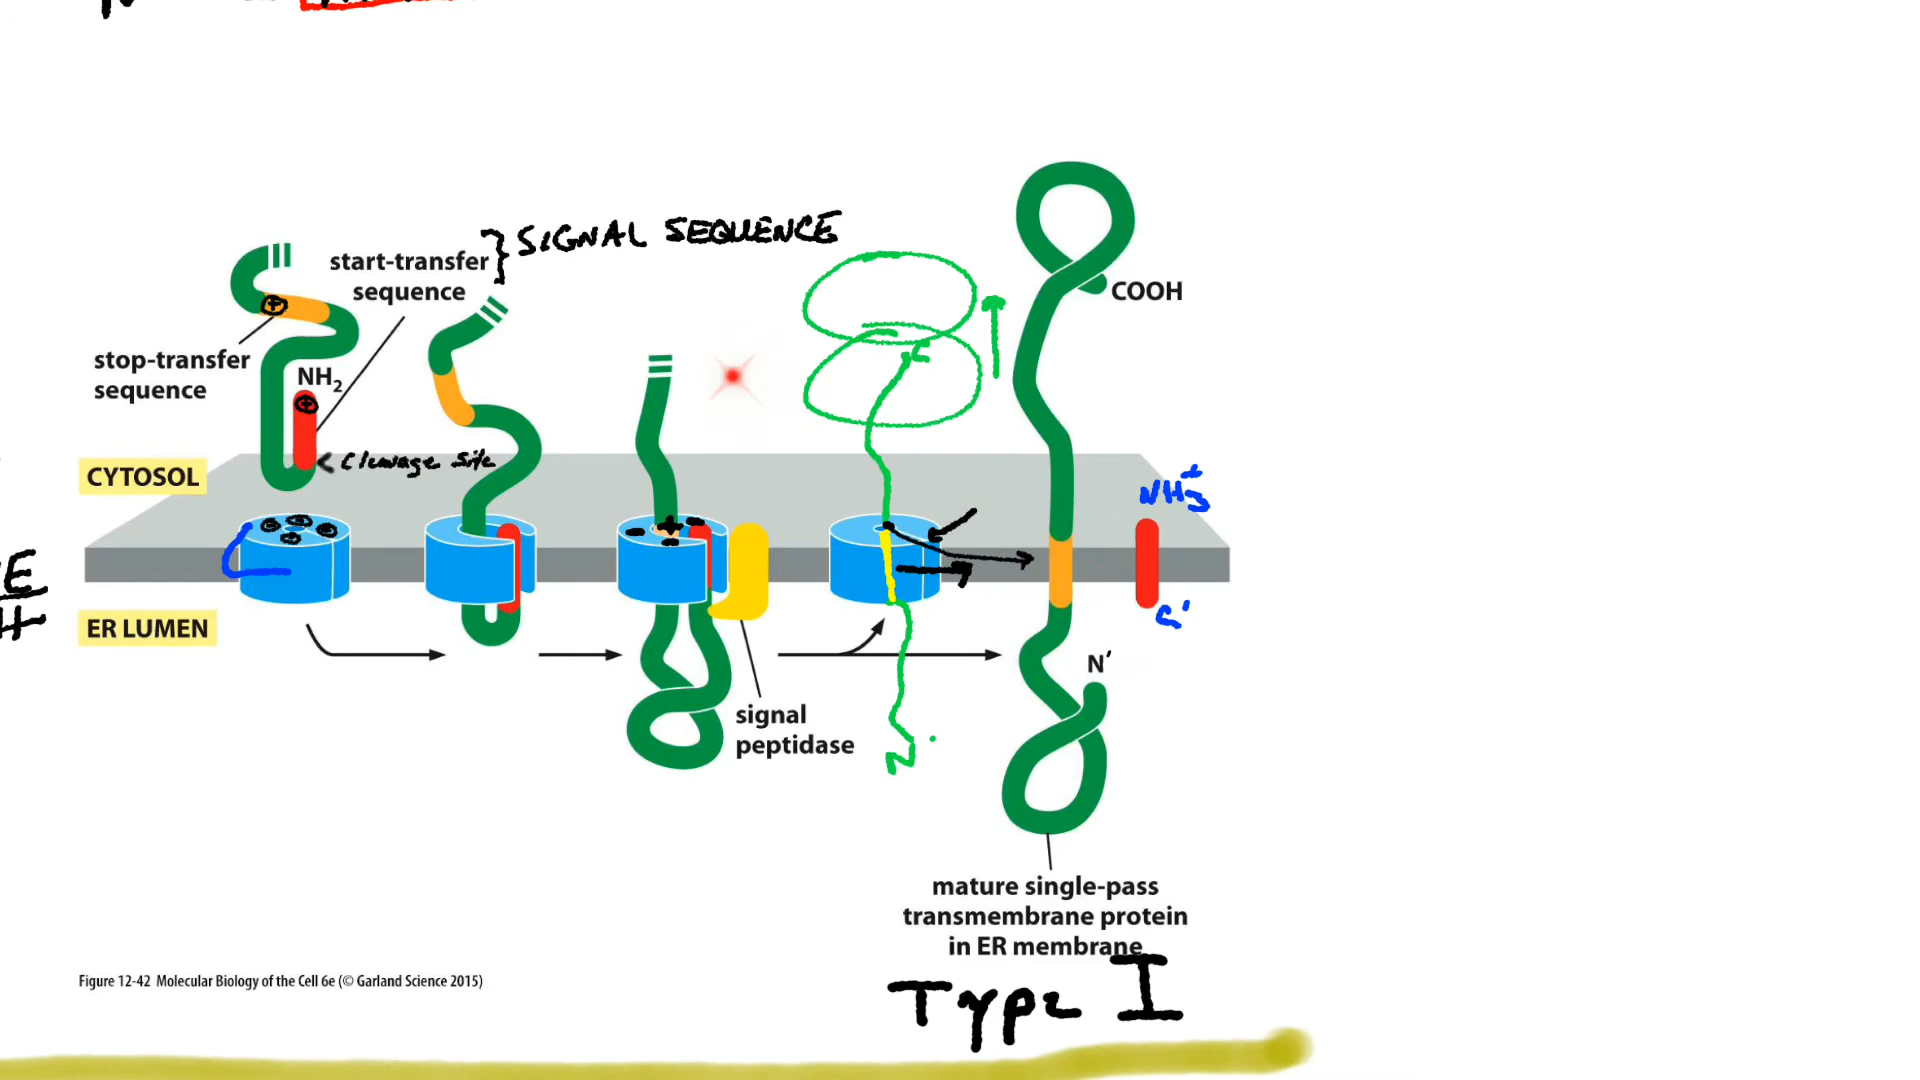 SIGNAL SEQUENCE
start-transfer
sequence
COOH
stop-transfer
sequence
NH2
< Cleavage site
CYTOSOL
NH3+
E
H
ER LUMEN
C'
N'
signal
peptidase
N'
mature single-pass
transmembrane protein
in ER membrane
Type I
Figure 12-42 Molecular Biology of the Cell 6e (© Garland Science 2015)